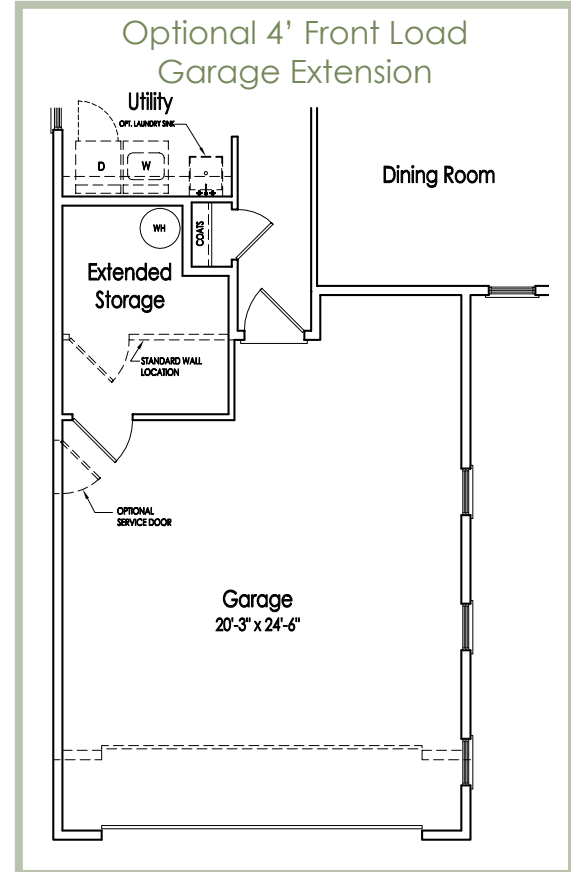 Optional 4’ Front Load
Garage Extension
Utility
OPT. LAUNDRY SINK
D
W
Dining Room
WH
COATS
Extended
Storage
STANDARD WALL
LOCATION
OPTIONAL
SERVICE DOOR
Garage
20'-3" x 24'-6"